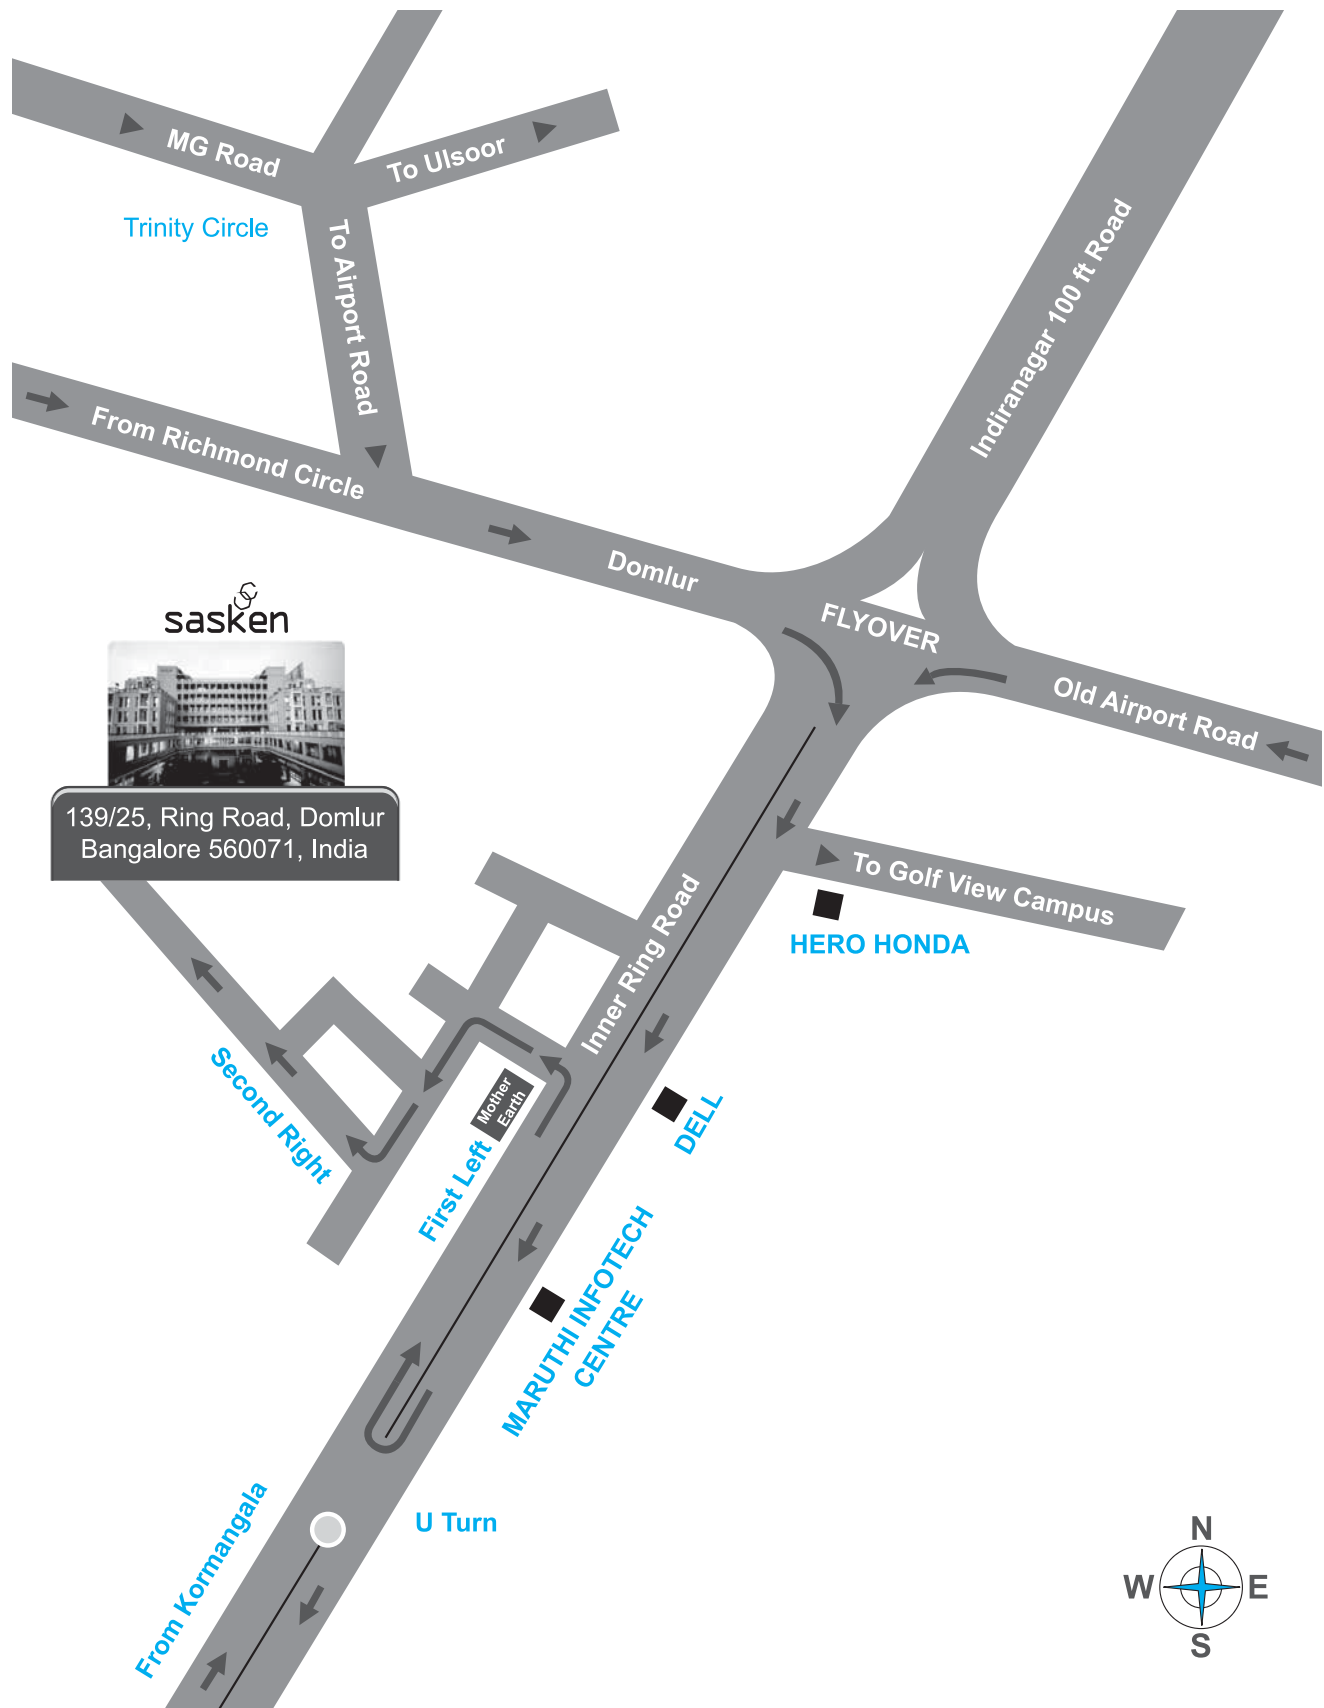 MG Road
To Ulsoor
Trinity Circle
To Airport Road
Indiranagar 100 ft Road
From Richmond Circle
Domlur
FLYOVER
Old Airport Road
sasken
139/25, Ring Road, Domlur
Bangalore 560071, India
To Golf View Campus
HERO HONDA
Inner Ring Road
Second Right
Mother
Earth
First Left
DELL
MARUTHI INFOTECH
CENTRE
From Kormangala
U Turn
N
W
E
S